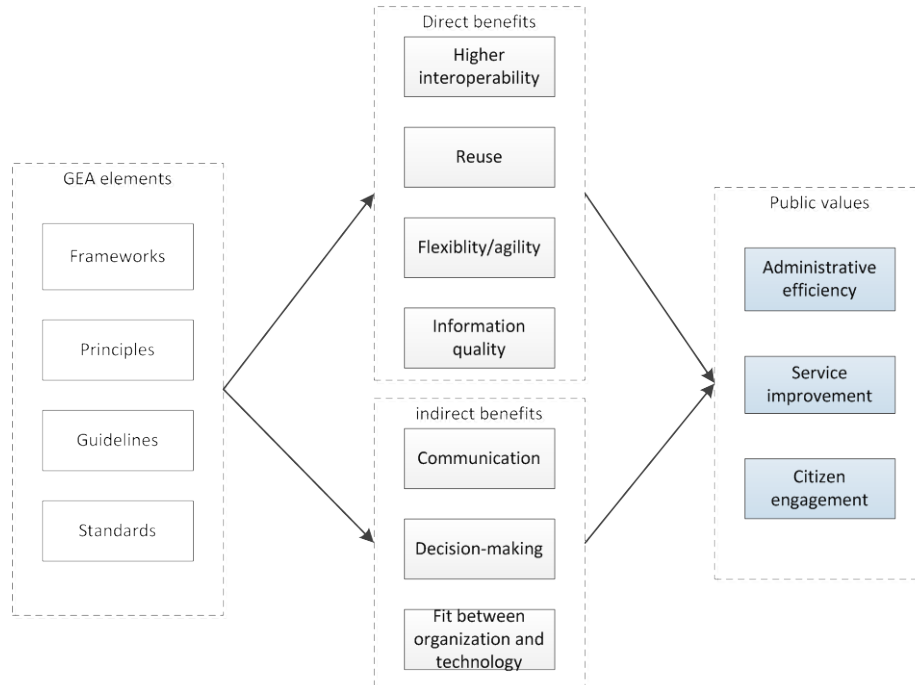 GEA elements
Frameworks
Principles
Guidelines
Standards
Direct benefits
Higher
interoperability
Reuse
Flexiblity/agility
Information
quality
indirect benefits
Communication
Decision-making
Fit between
organization and
technology
Public values
Administrative
efficiency
Service
improvement
Citizen
engagement